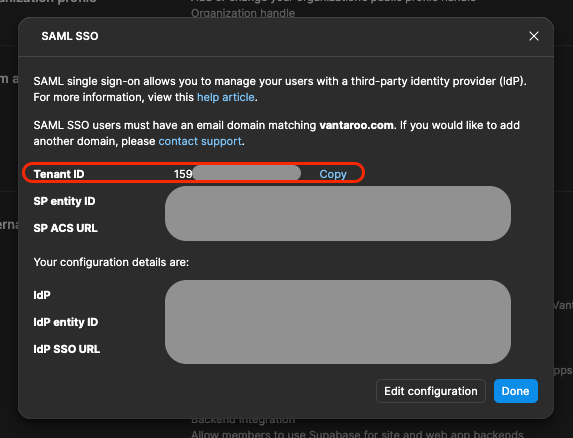 Organization handle
SAML SSO
SAML single sign-on allows you to manage your users with a third-party identity provider (IdP).
For more information, view this help article.
SAML SSO users must have an email domain matching vantaroo.com. If you would like to add
another domain, please contact support.
Tenant ID 159 Copy
SP entity ID
SP ACS URL
Your configuration details are:
IdP
IdP entity ID
IdP SSO URL
Edit configuration Done
Backend integration
Allow members to use Supabase for site and web app backends